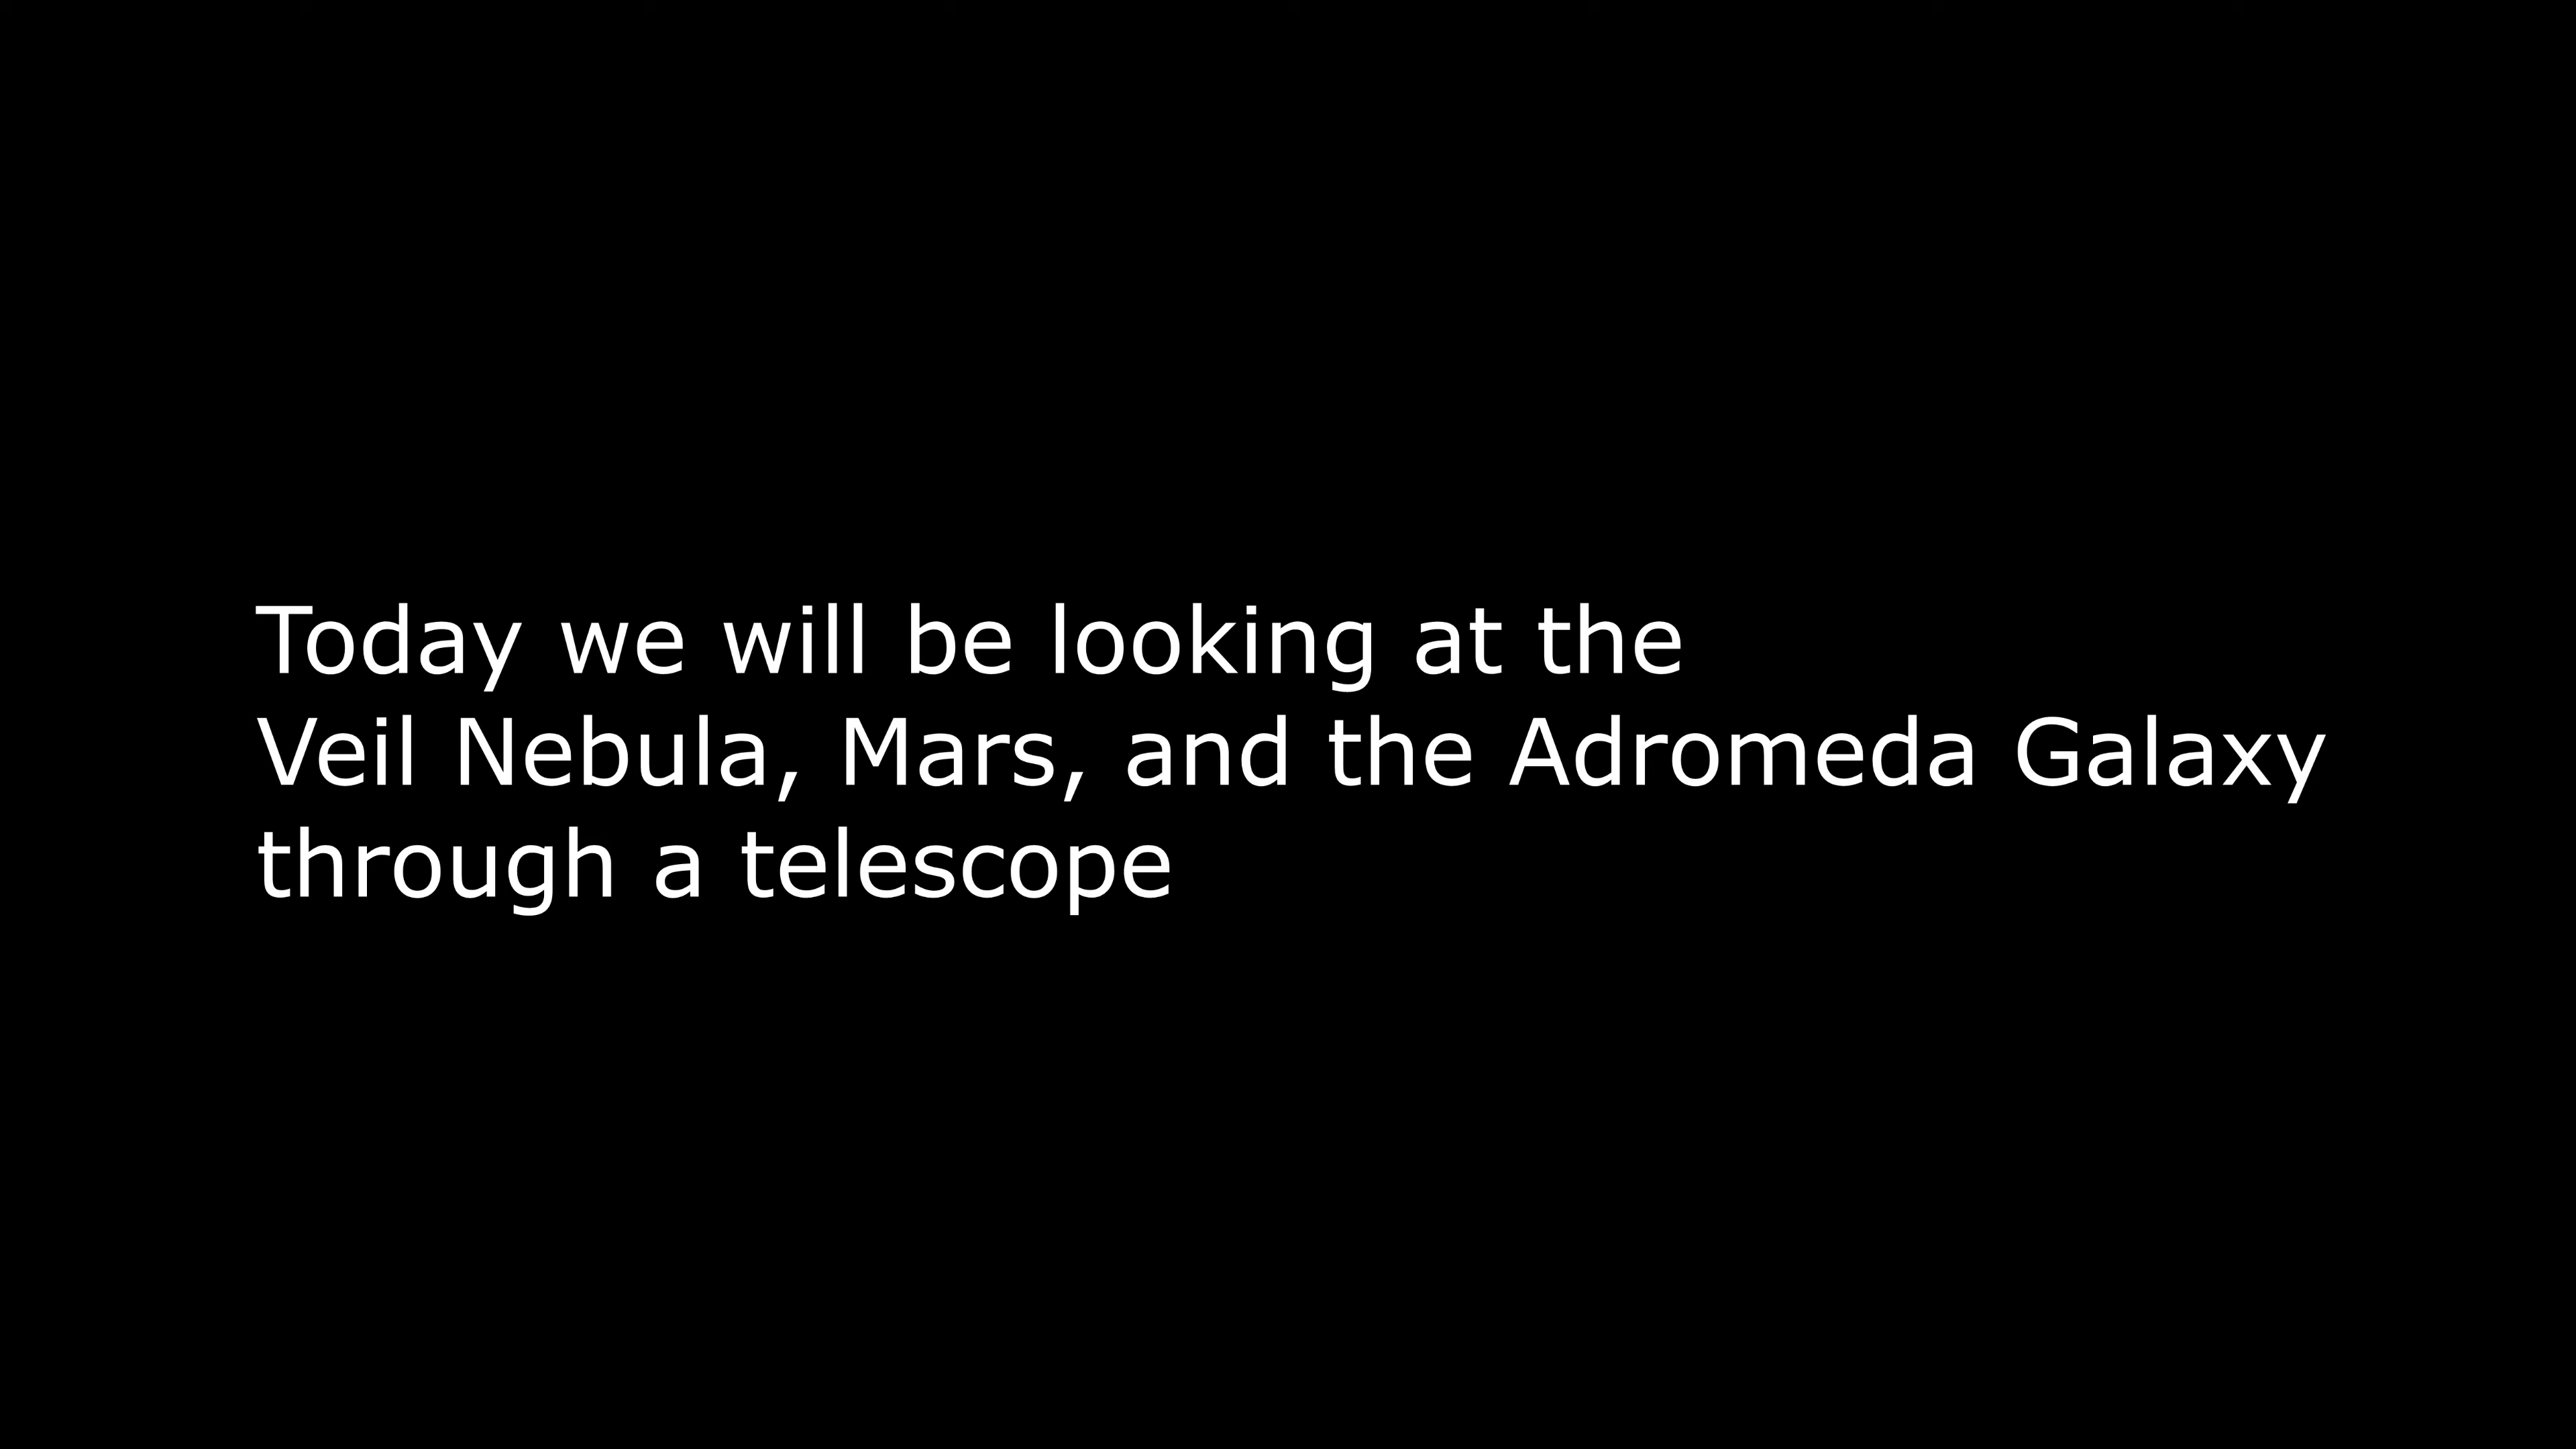 Today we will be looking at the
Veil Nebula, Mars, and the Adromeda Galaxy
through a telescope